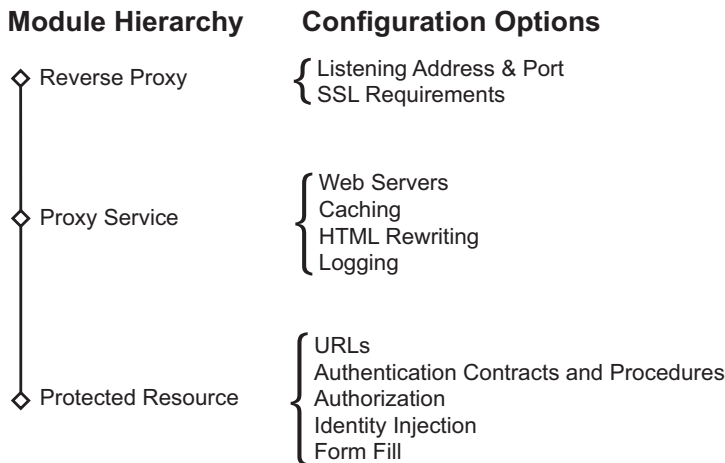 Module Hierarchy
Configuration Options
Reverse Proxy
Listening Address & Port
SSL Requirements
Proxy Service
Web Servers
Caching
HTML Rewriting
Logging
Protected Resource
URLs
Authentication Contracts and Procedures
Authorization
Identity Injection
Form Fill